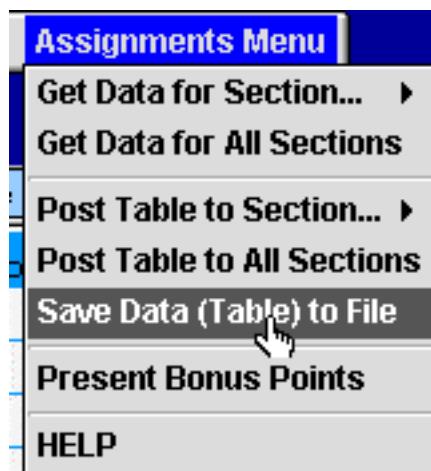 Assignments Menu
Get Data for Section...
Get Data for All Sections
Post Table to Section...
Post Table to All Sections
Save Data (Table) to File
Present Bonus Points
HELP